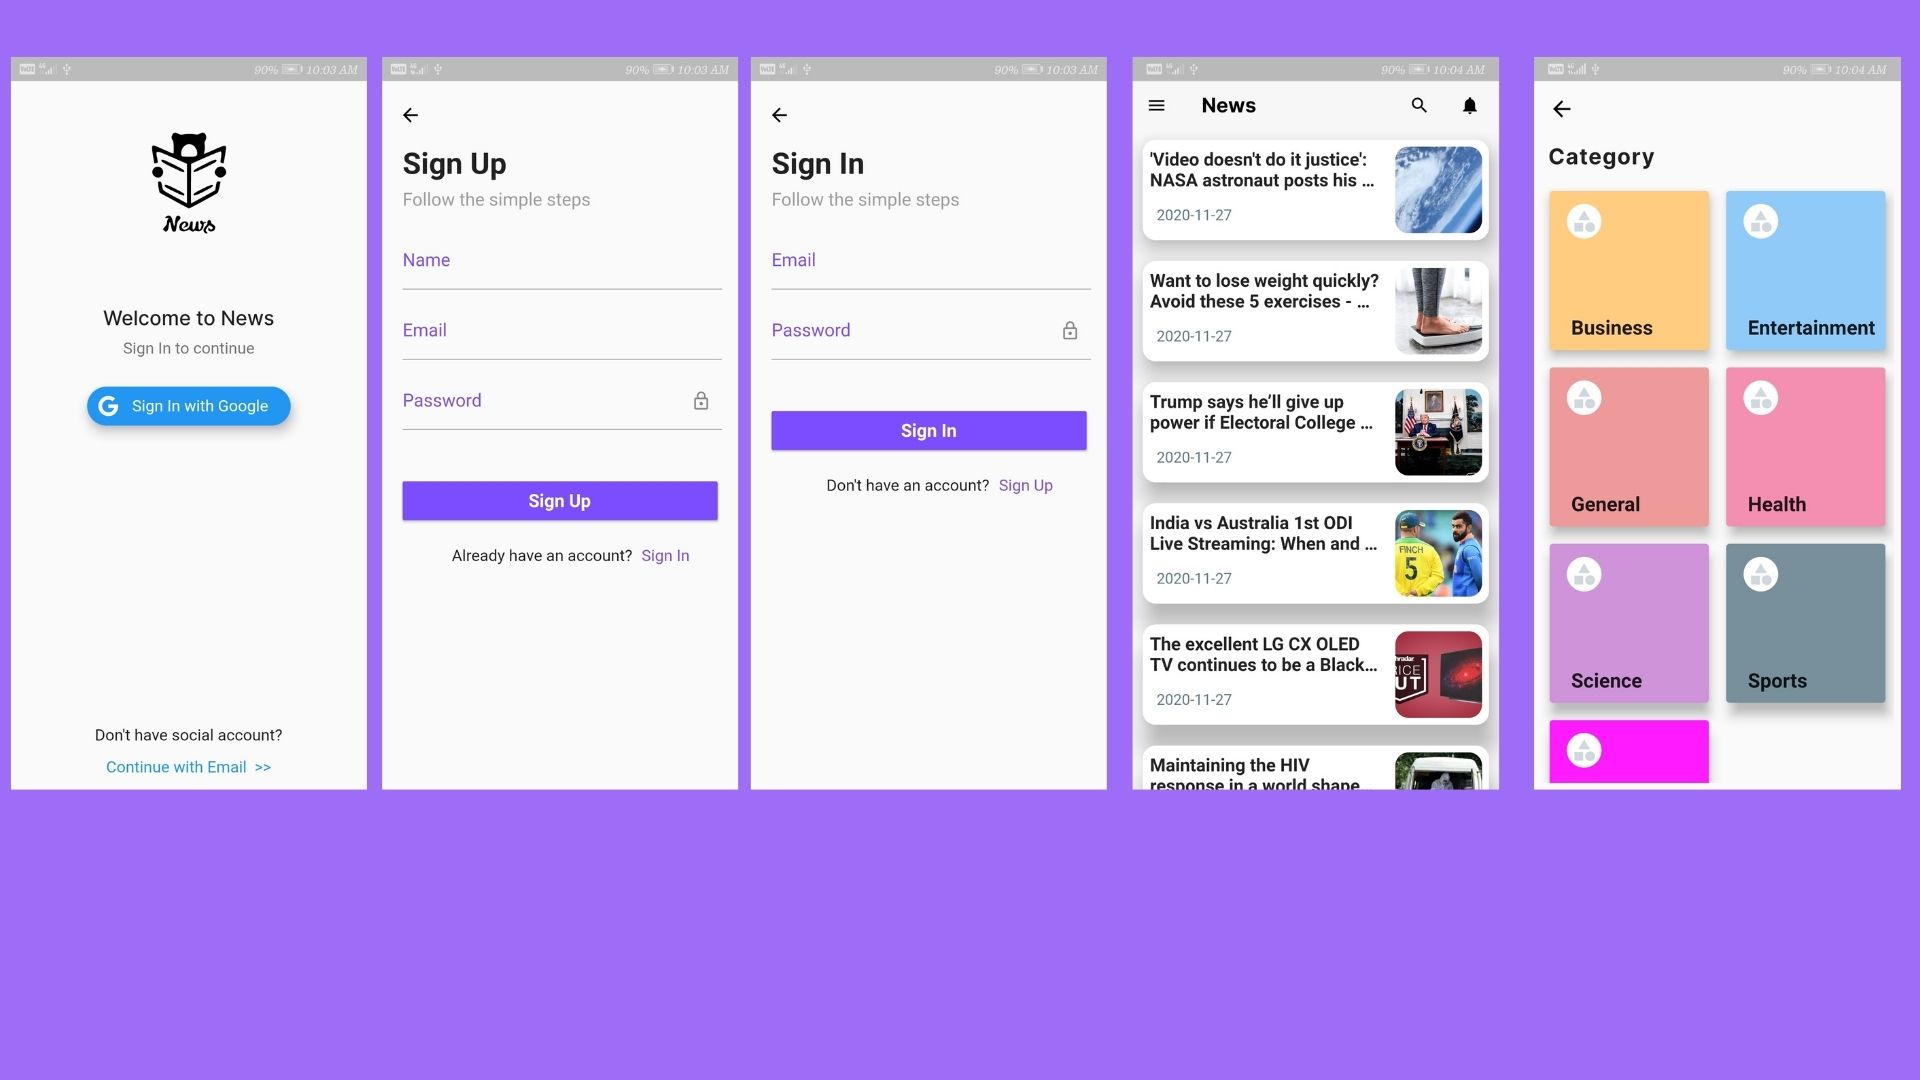 90% 10:03 AM
News
Welcome to News
Sign In to continue
Sign In with Google
Don't have social account?
Continue with Email >>
90% 10:03 AM
Sign Up
Follow the simple steps
Name
Email
Password
Sign Up
Already have an account? Sign In
90% 10:03 AM
Sign In
Follow the simple steps
Email
Password
Sign In
Don't have an account? Sign Up
90% 10:04 AM
News
'Video doesn't do it justice':
NASA astronaut posts his ...
2020-11-27
Want to lose weight quickly?
Avoid these 5 exercises - ...
2020-11-27
Trump says he’ll give up
power if Electoral College ...
2020-11-27
India vs Australia 1st ODI
Live Streaming: When and ...
2020-11-27
FINCH
5
The excellent LG CX OLED
TV continues to be a Black...
2020-11-27
Maintaining the HIV
response in a world shape...
90% 10:04 AM
Category
Business
Entertainment
General
Health
Science
Sports